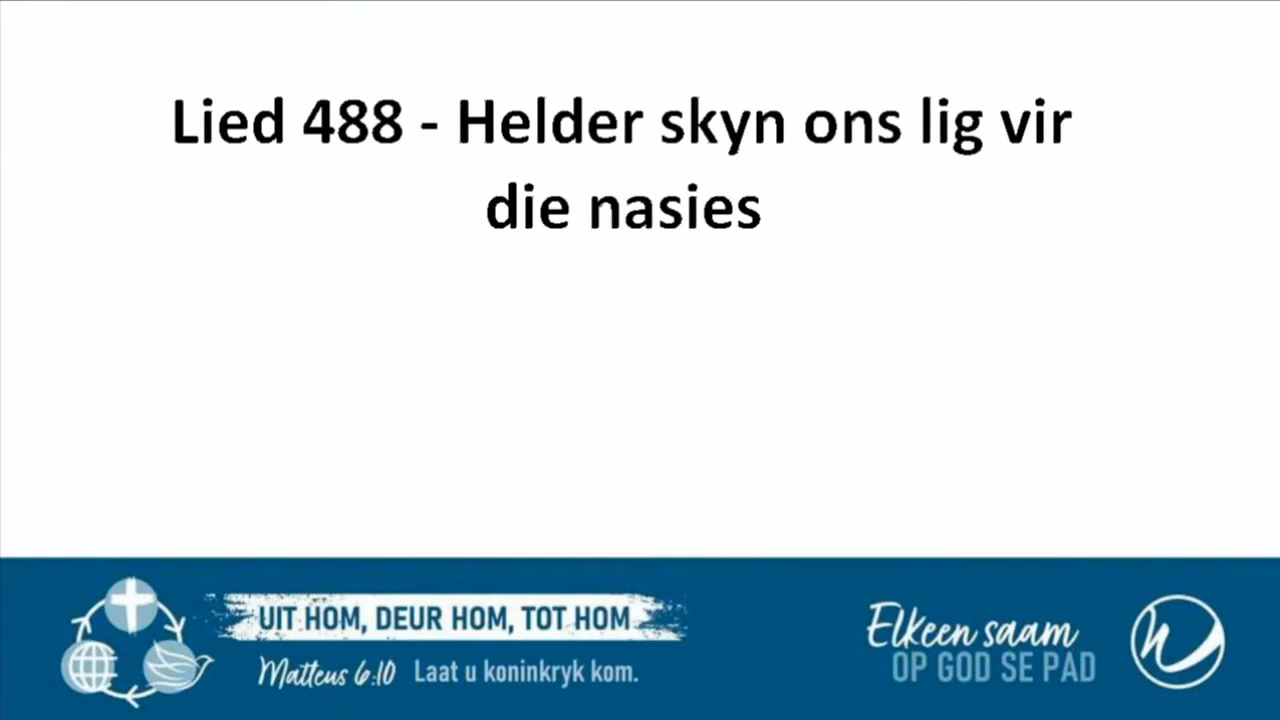 Lied 488 - Helder skyn ons lig vir
die nasies
UIT HOM, DEUR HOM, TOT HOM
Matteus 6:10 Laat u koninkryk kom.
Elkeen saam
OP GOD SE PAD